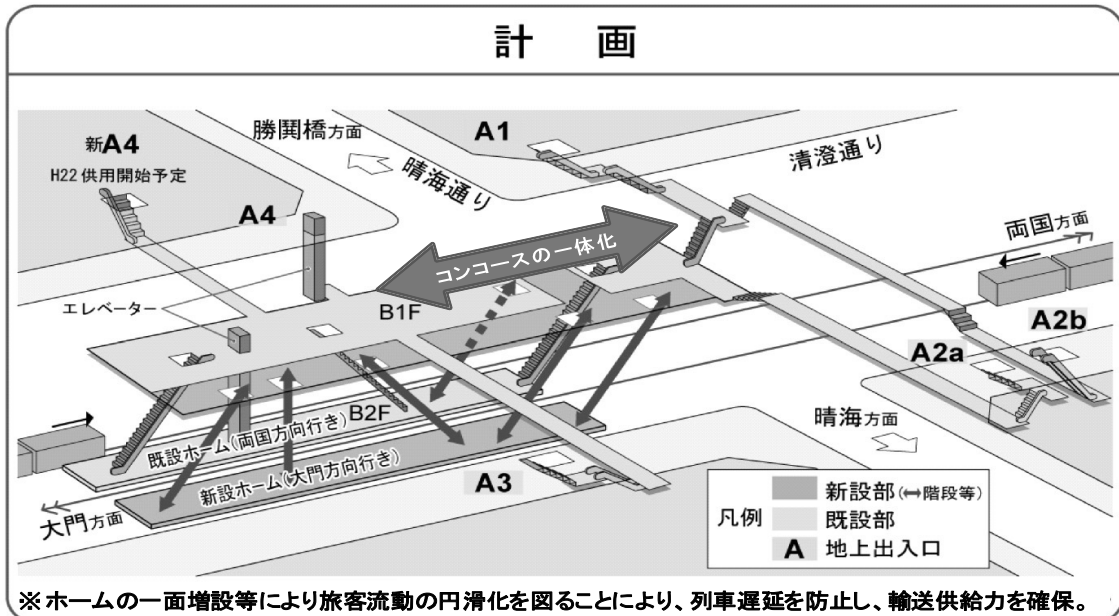 計 画
新A4
H22 供用開始予定
勝鬨橋方面
A1
晴海通り
清澄通り
A4
コンコースの一体化
両国方面
エレベーター
B1F
A2b
A2a
B2F
晴海方面
既設ホーム(両国方向行き)
新設ホーム(大門方向行き)
A3
大門方面
凡例
新設部(↔階段等)
既設部
A 地上出入口
※ホームの一面増設等により旅客流動の円滑化を図ることにより、列車遅延を防止し、輸送供給力を確保。